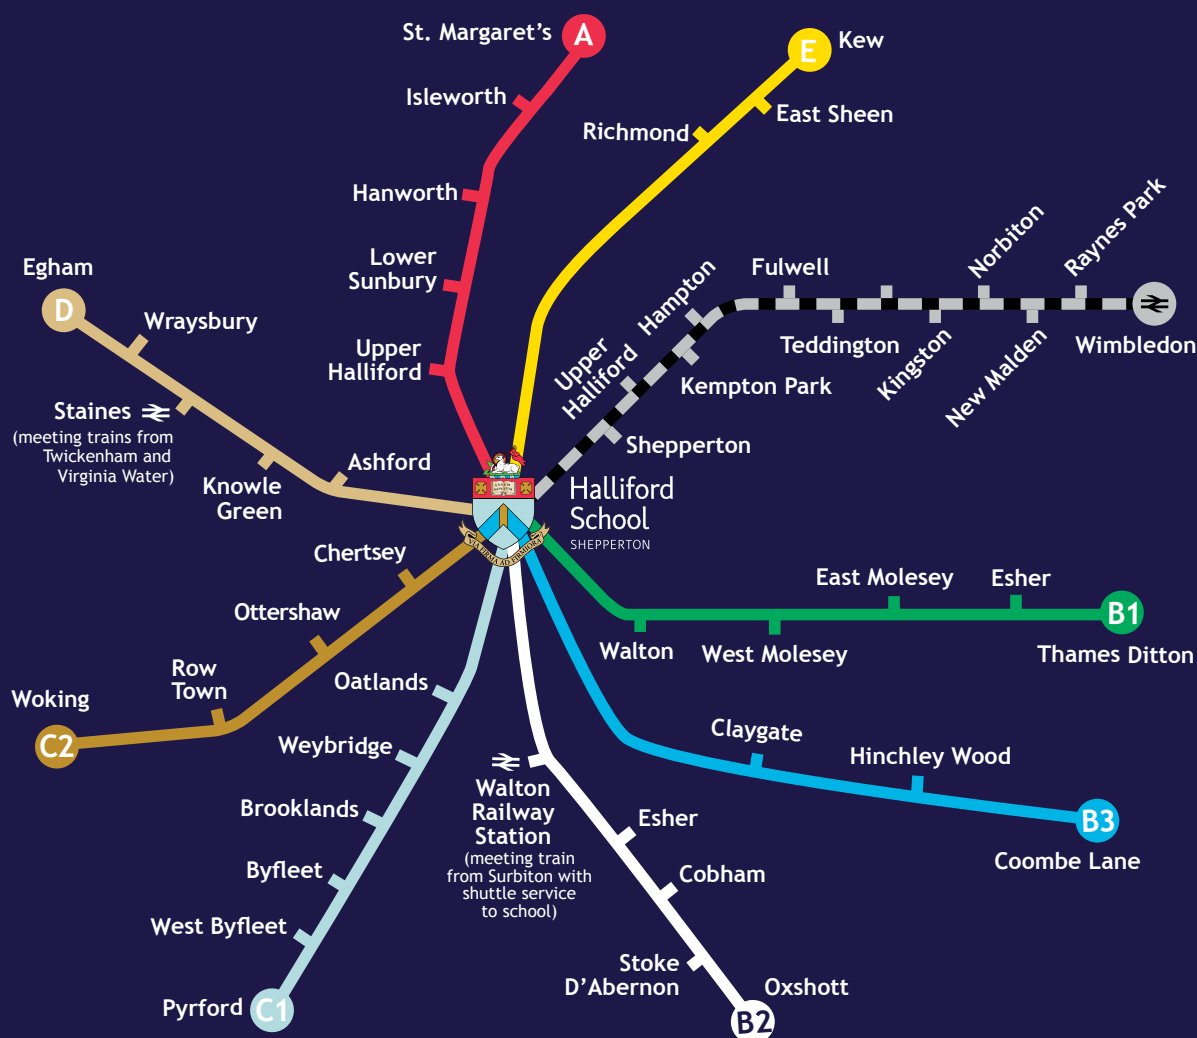 St. Margaret’s
A
Isleworth
Hanworth
Lower
Sunbury
Upper
Halliford
E
Kew
East Sheen
Richmond
Egham
D
Wraysbury
Staines
(meeting trains from
Twickenham and
Virginia Water)
Knowle
Green
Ashford
Fulwell
Norbiton
Raynes Park
Hampton
Teddington
Kingston
New Malden
Wimbledon
Upper
Halliford
Kempton Park
Shepperton
Halliford
School
SHEPPERTON
VIA FIRMA AD FIRMIORA
Chertsey
Ottershaw
Row
Town
Woking
C2
Oatlands
Weybridge
Brooklands
Byfleet
West Byfleet
Pyrford
C1
East Molesey
Esher
B1
Walton
West Molesey
Thames Ditton
Claygate
Hinchley Wood
B3
Coombe Lane
Walton
Railway
Station
(meeting train
from Surbiton with
shuttle service
to school)
Esher
Cobham
Stoke
D’Abernon
Oxshott
B2